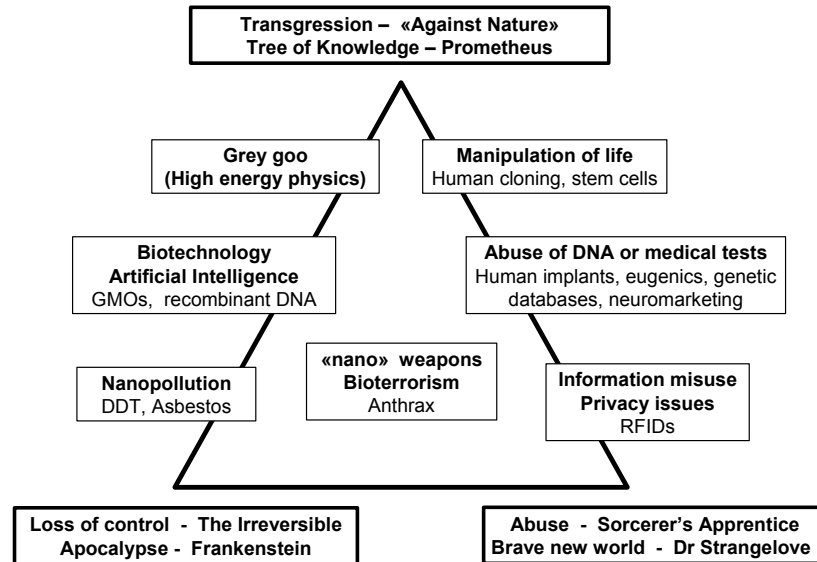 Transgression – «Against Nature»
Tree of Knowledge – Prometheus
Grey goo
(High energy physics)
Manipulation of life
Human cloning, stem cells
Biotechnology
Artificial Intelligence
GMOs, recombinant DNA
Abuse of DNA or medical tests
Human implants, eugenics, genetic
databases, neuromarketing
Nanopollution
DDT, Asbestos
«nano» weapons
Bioterrorism
Anthrax
Information misuse
Privacy issues
RFIDs
Loss of control - The Irreversible
Apocalypse - Frankenstein
Abuse - Sorcerer's Apprentice
Brave new world - Dr Strangelove